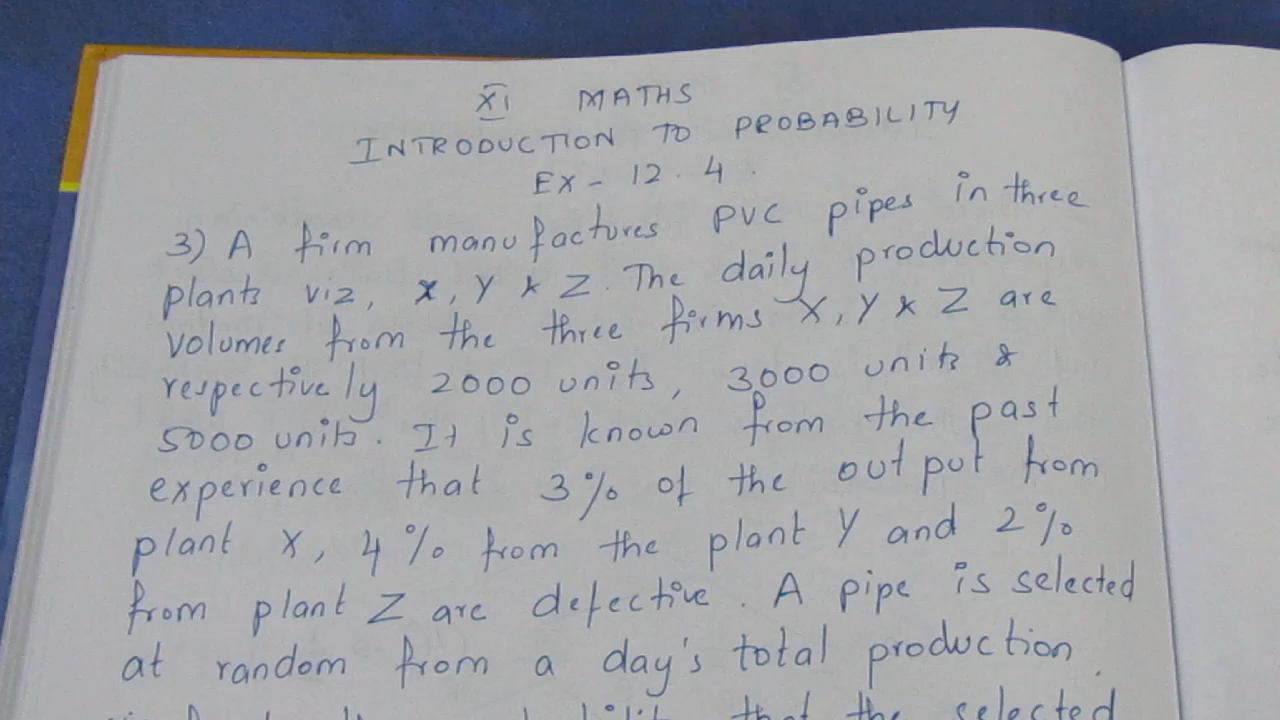 XI MATHS
INTRODUCTION TO PROBABILITY
EX - 12.4
3) A firm manufactures PVC pipes in three
plants viz, X, Y & Z. The daily production
volumes from the three firms X, Y & Z are
respectively 2000 units, 3000 units &
5000 units. It is known from the past
experience that 3% of the output from
plant X, 4% from the plant Y and 2%
from plant Z are defective. A pipe is selected
at random from a day's total production.
that the selected